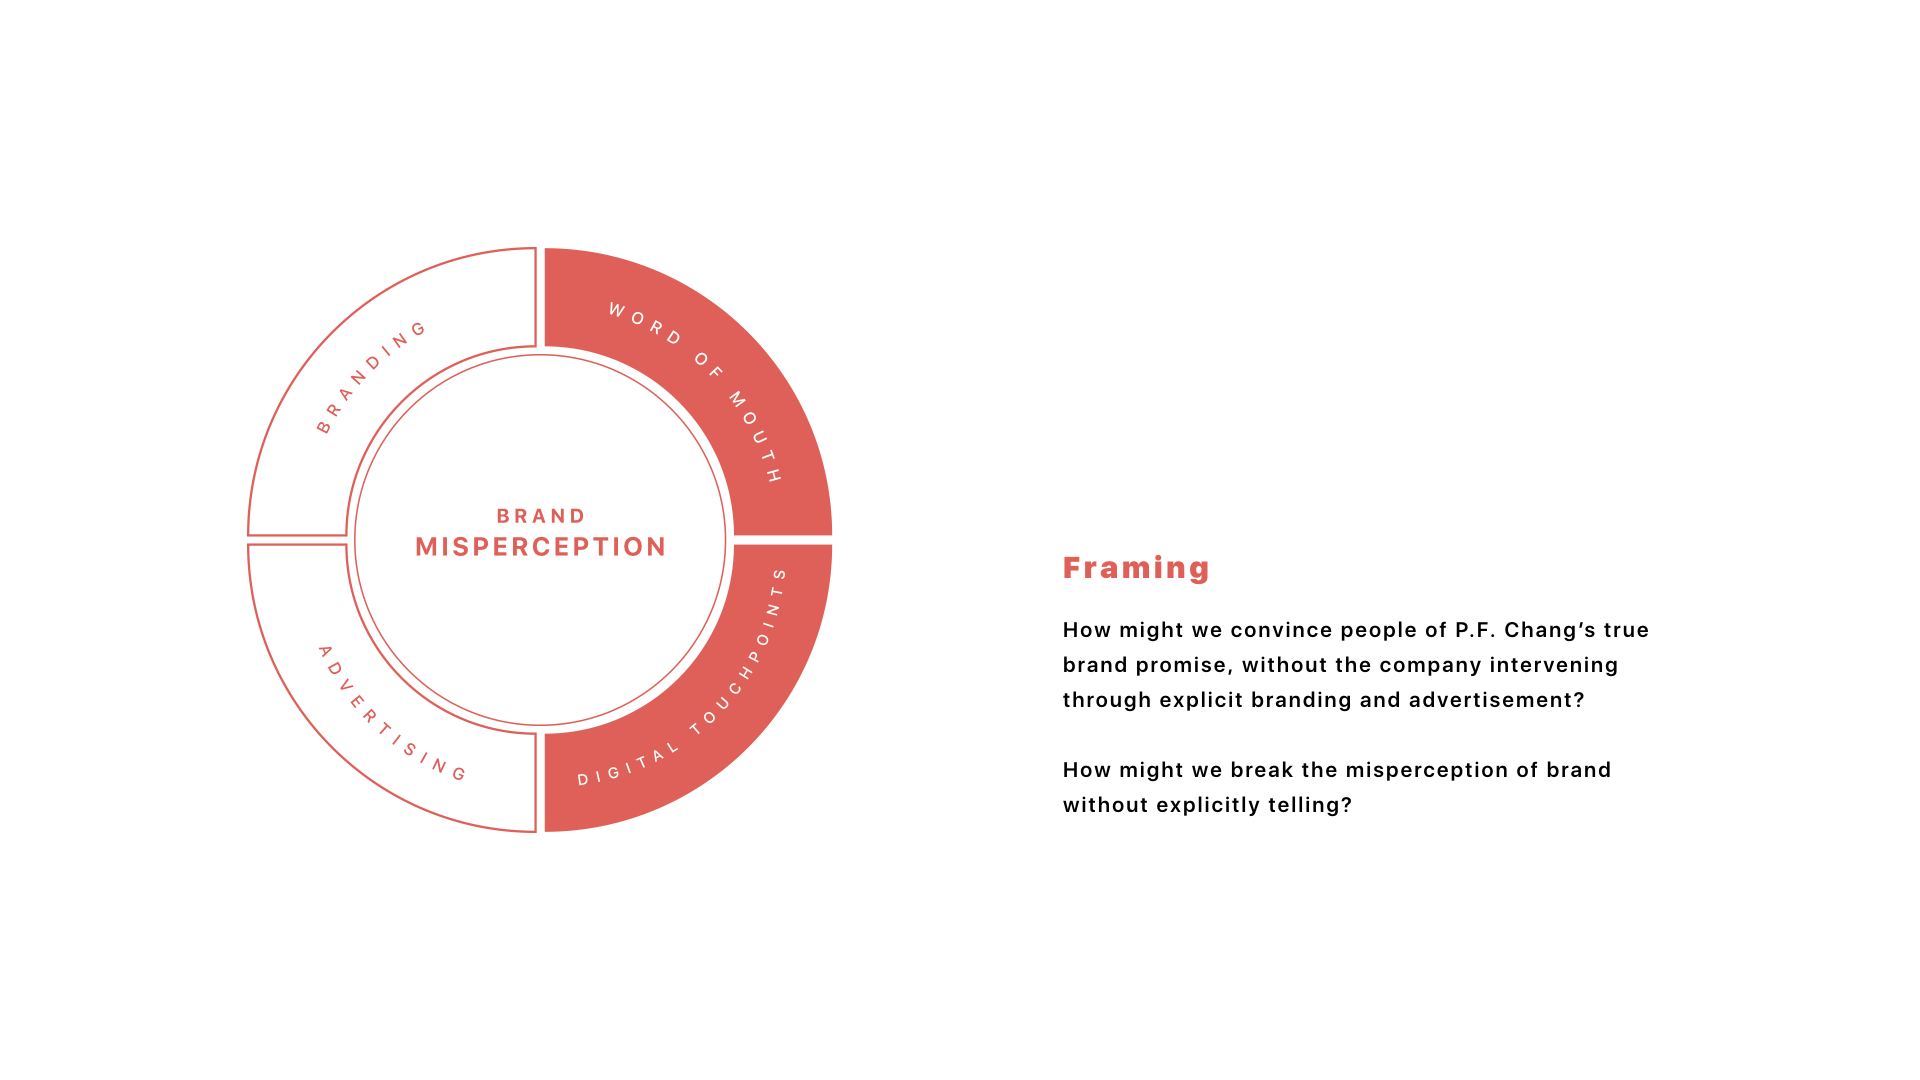 BRANDING
WORD OF MOUTH
BRAND
MISPERCEPTION
ADVERTISING
DIGITAL TOUCHPOINTS
Framing
How might we convince people of P.F. Chang’s true
brand promise, without the company intervening
through explicit branding and advertisement?
How might we break the misperception of brand
without explicitly telling?